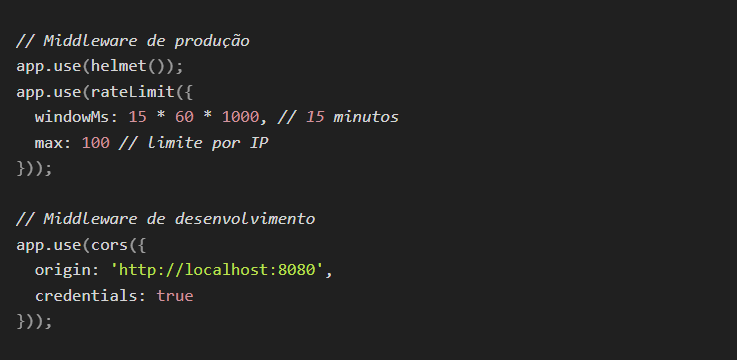 // Middleware de produção
app.use(helmet());
app.use(rateLimit({
  windowMs: 15 * 60 * 1000, // 15 minutos
  max: 100 // limite por IP
}));

// Middleware de desenvolvimento
app.use(cors({
  origin: 'http://localhost:8080',
  credentials: true
}));